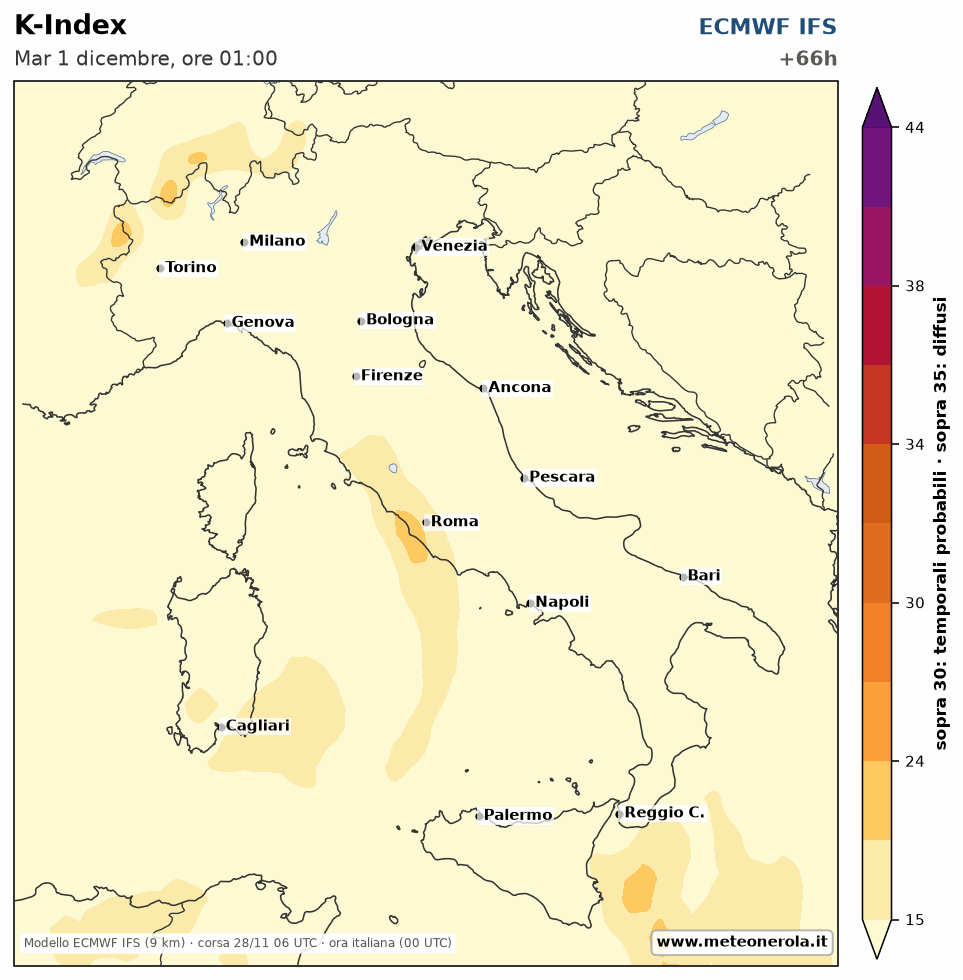 K-Index
ECMWF IFS
Mar 1 dicembre, ore 01:00
+66h
44
38
34
30
24
15
sopra 30: temporali probabili · sopra 35: diffusi
Milano
Venezia
Torino
Genova
Bologna
Firenze
Ancona
Pescara
Roma
Bari
Napoli
Cagliari
Palermo
Reggio C.
Modello ECMWF IFS (9 km) · corsa 28/11 06 UTC · ora italiana (00 UTC)
www.meteonerola.it